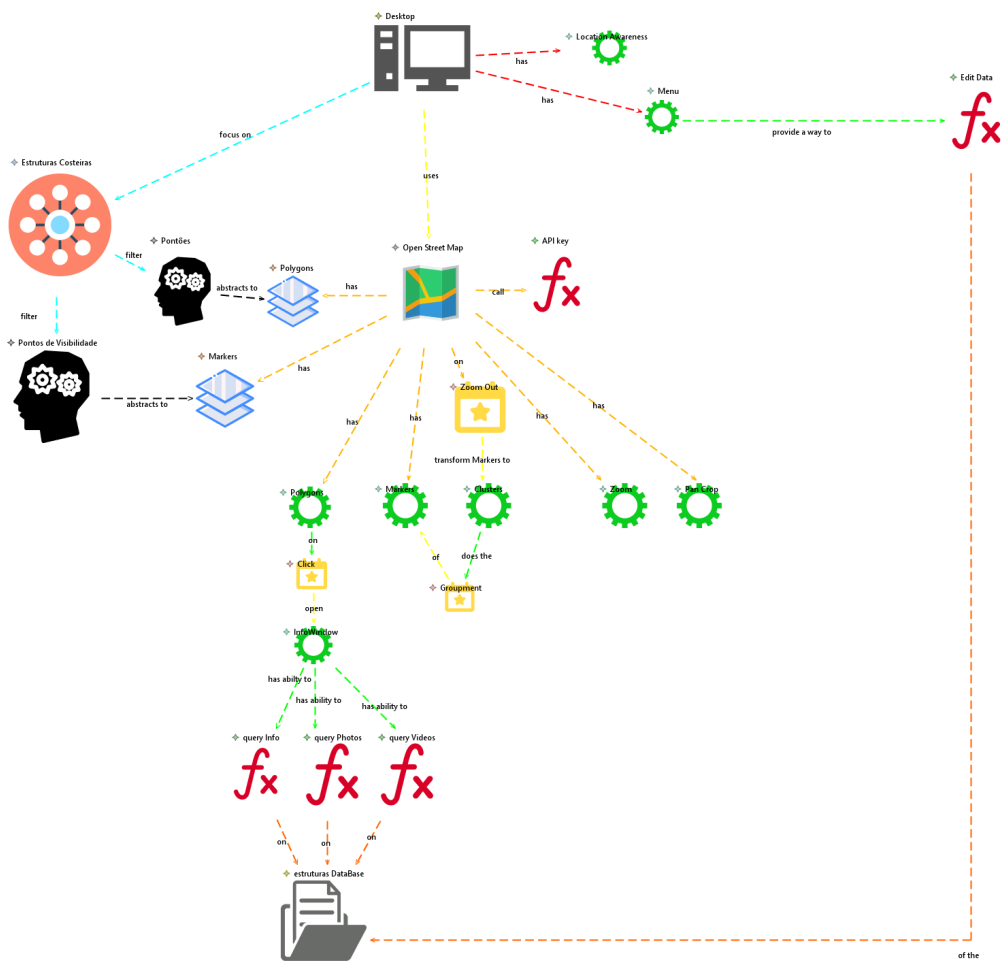 Desktop
Location Awareness
has
Menu
has
Edit Data
provide a way to
focus on
Estruturas Costeiras
uses
Pontões
Open Street Map
API key
filter
Polygons
abstracts to
has
call
filter
Pontos de Visibilidade
Markers
has
on
Zoom Out
abstracts to
has
has
has
has
transform Markers to
Polygons
Markers
Clusters
Zoom
Pan Crop
on
of
does the
Click
Groupment
open
InfoWindow
has abilty to
has ability to
has ability to
query Info
query Photos
query Videos
on
on
on
estruturas DataBase
of the